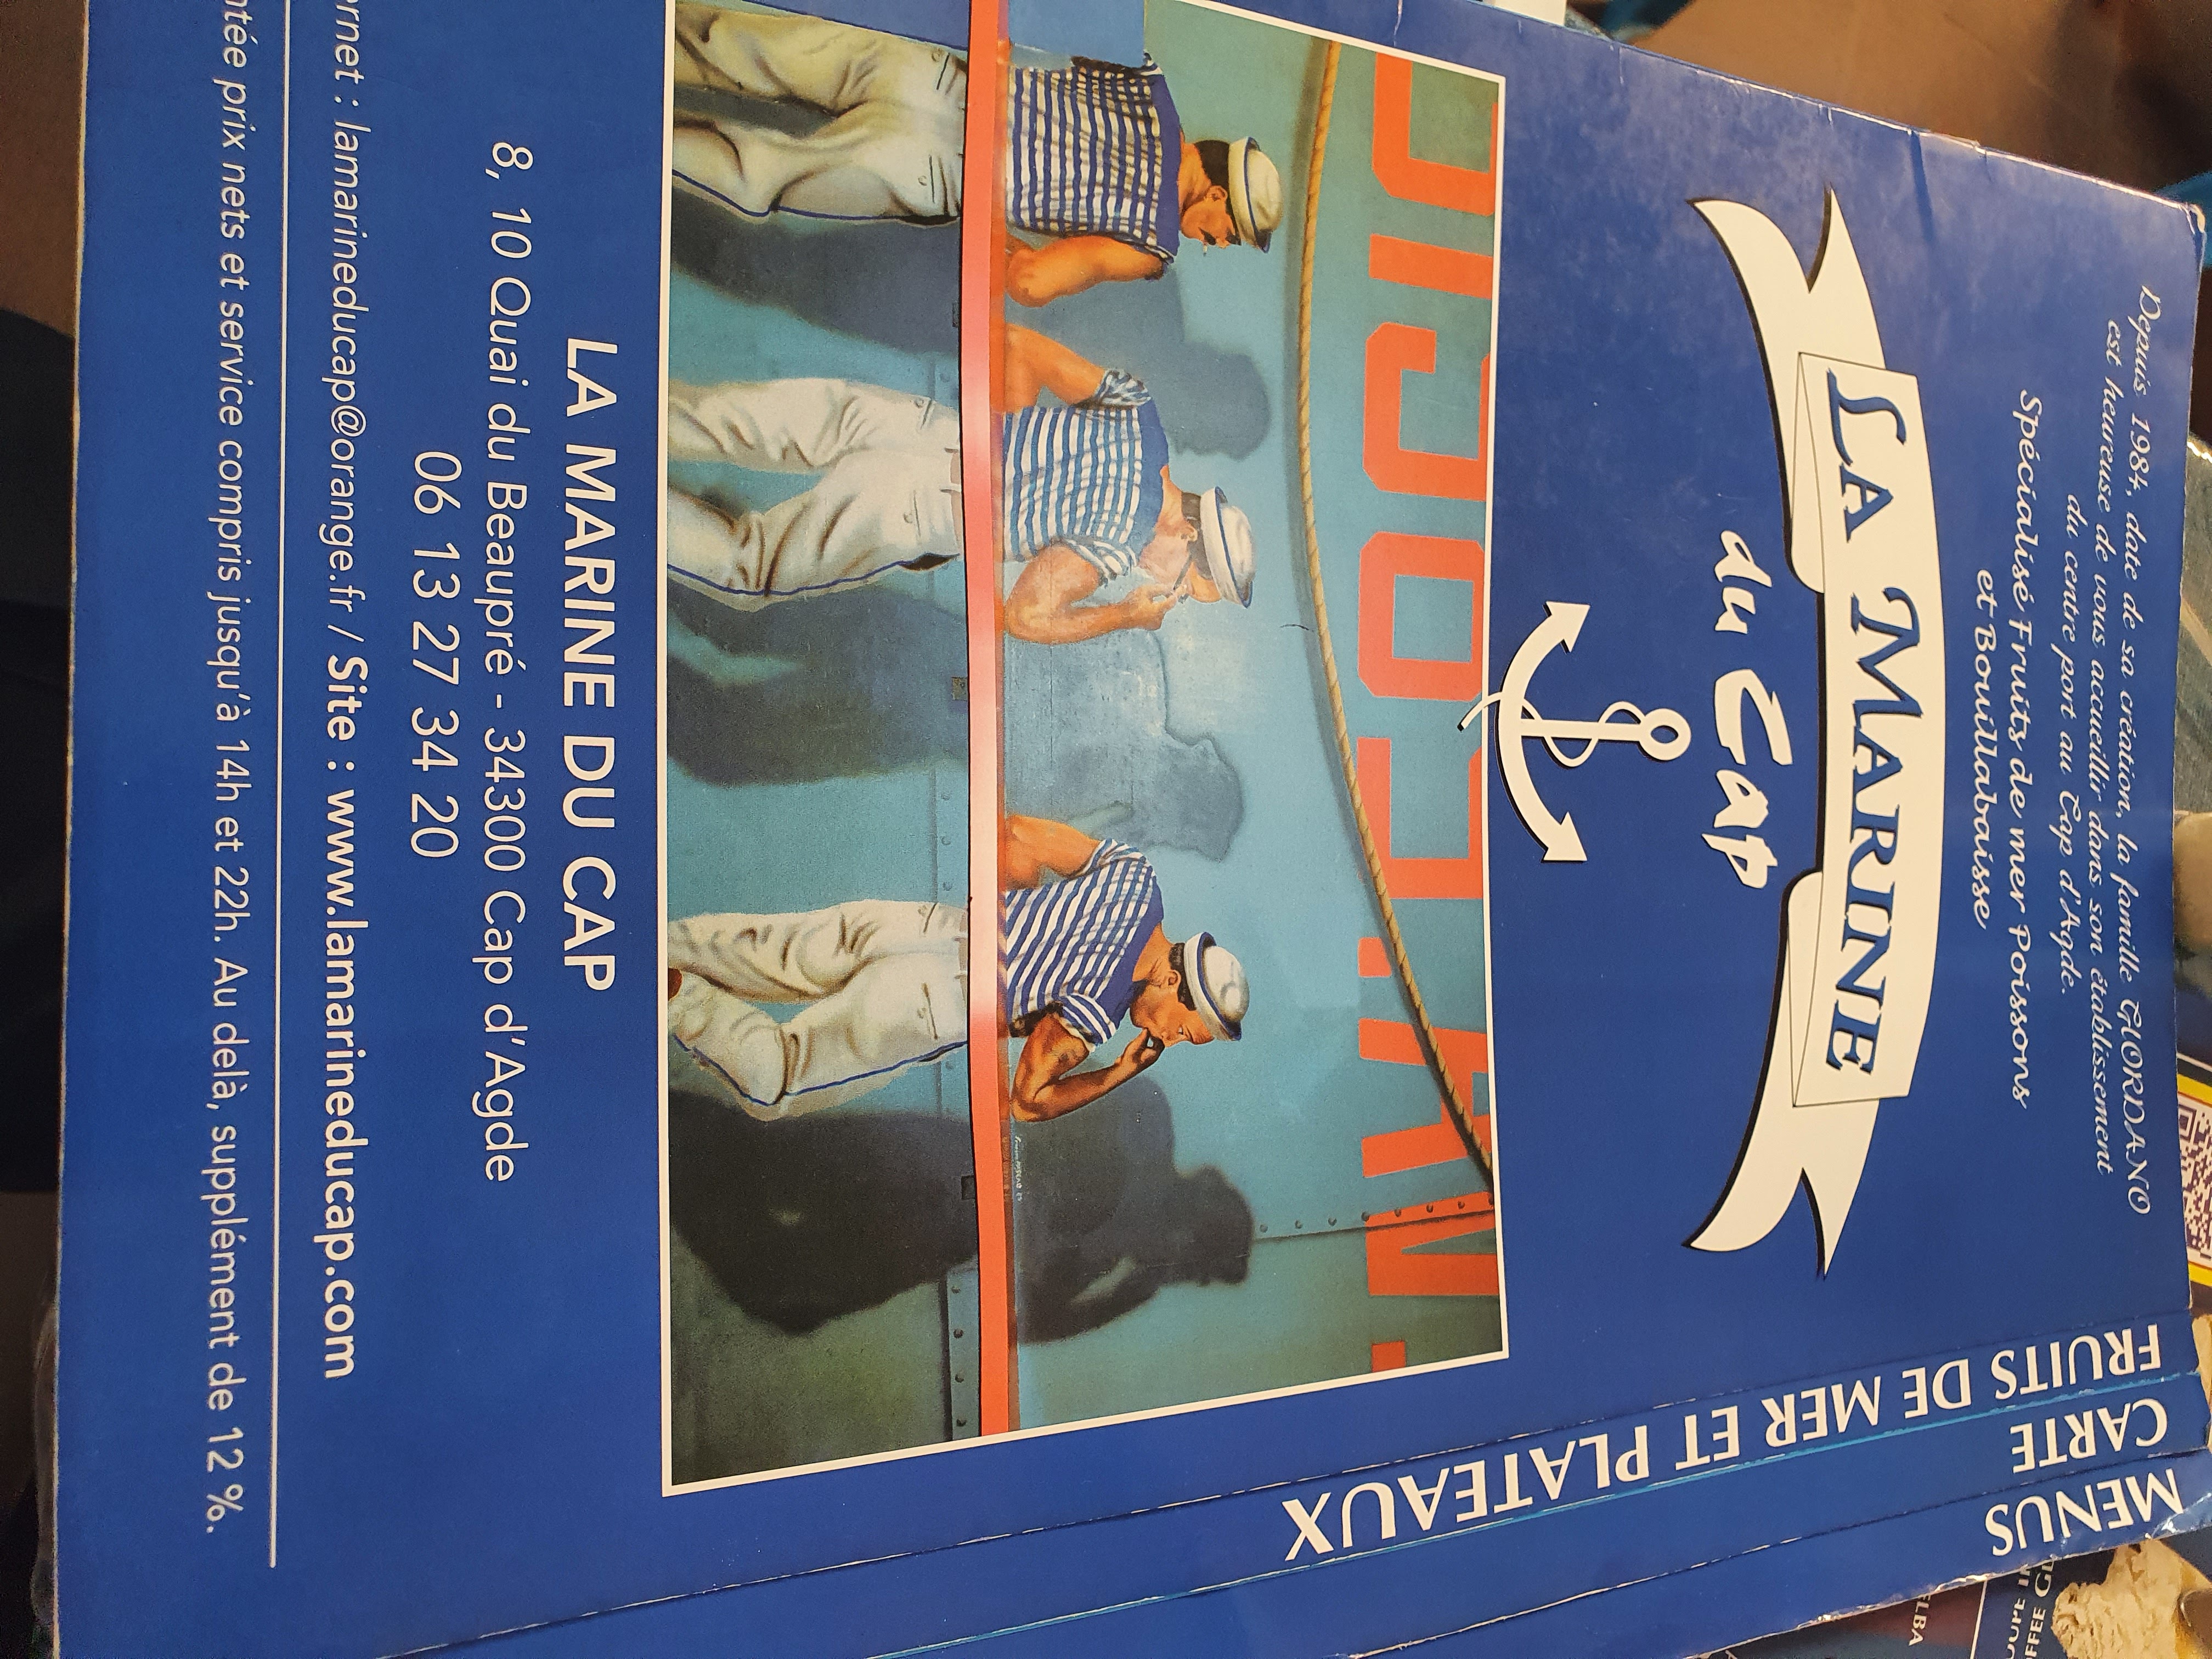 Depuis 1984, date de sa création, la famille GIORDANO
est heureuse de vous accueillir dans son établissement
du centre port au Cap d'Agde.
Spécialisé Fruits de mer Poissons
et Bouillabaisse
LA MARINE
du Cap
LA MARINE DU CAP
8, 10 Quai du Beaupré - 34300 Cap d'Agde
06 13 27 34 20
lamarineducap@orange.fr / Site : www.lamarineducap.com
prix nets et service compris jusqu'à 14h et 22h. Au delà, supplément de 12 %.
FRUITS DE MER ET PLATEAUX
CARTE
MENUS